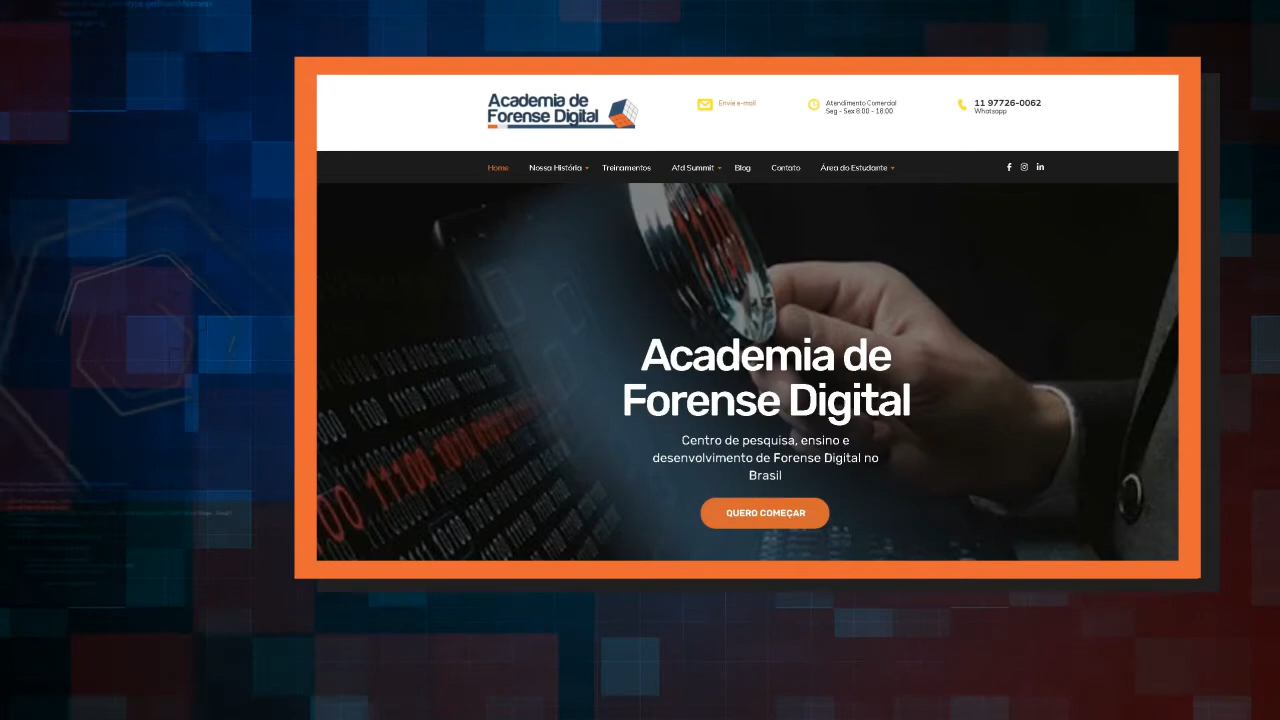 Academia de
Forense Digital
Envie e-mail
Atendimento Comercial
Seg - Sex 8:00 - 18:00
11 97726-0062
Whatsapp
Home
Nossa História
Treinamentos
Afd Summit
Blog
Contato
Área do Estudante
Academia de
Forense Digital
Centro de pesquisa, ensino e
desenvolvimento de Forense Digital no
Brasil
QUERO COMEÇAR